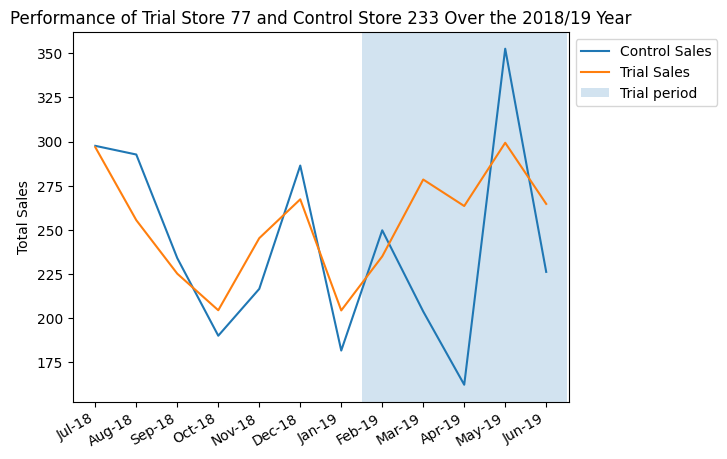 Performance of Trial Store 77 and Control Store 233 Over the 2018/19 Year
Control Sales
Trial Sales
Trial period
Total Sales
350
325
300
275
250
225
200
175
Jul-18
Aug-18
Sep-18
Oct-18
Nov-18
Dec-18
Jan-19
Feb-19
Mar-19
Apr-19
May-19
Jun-19